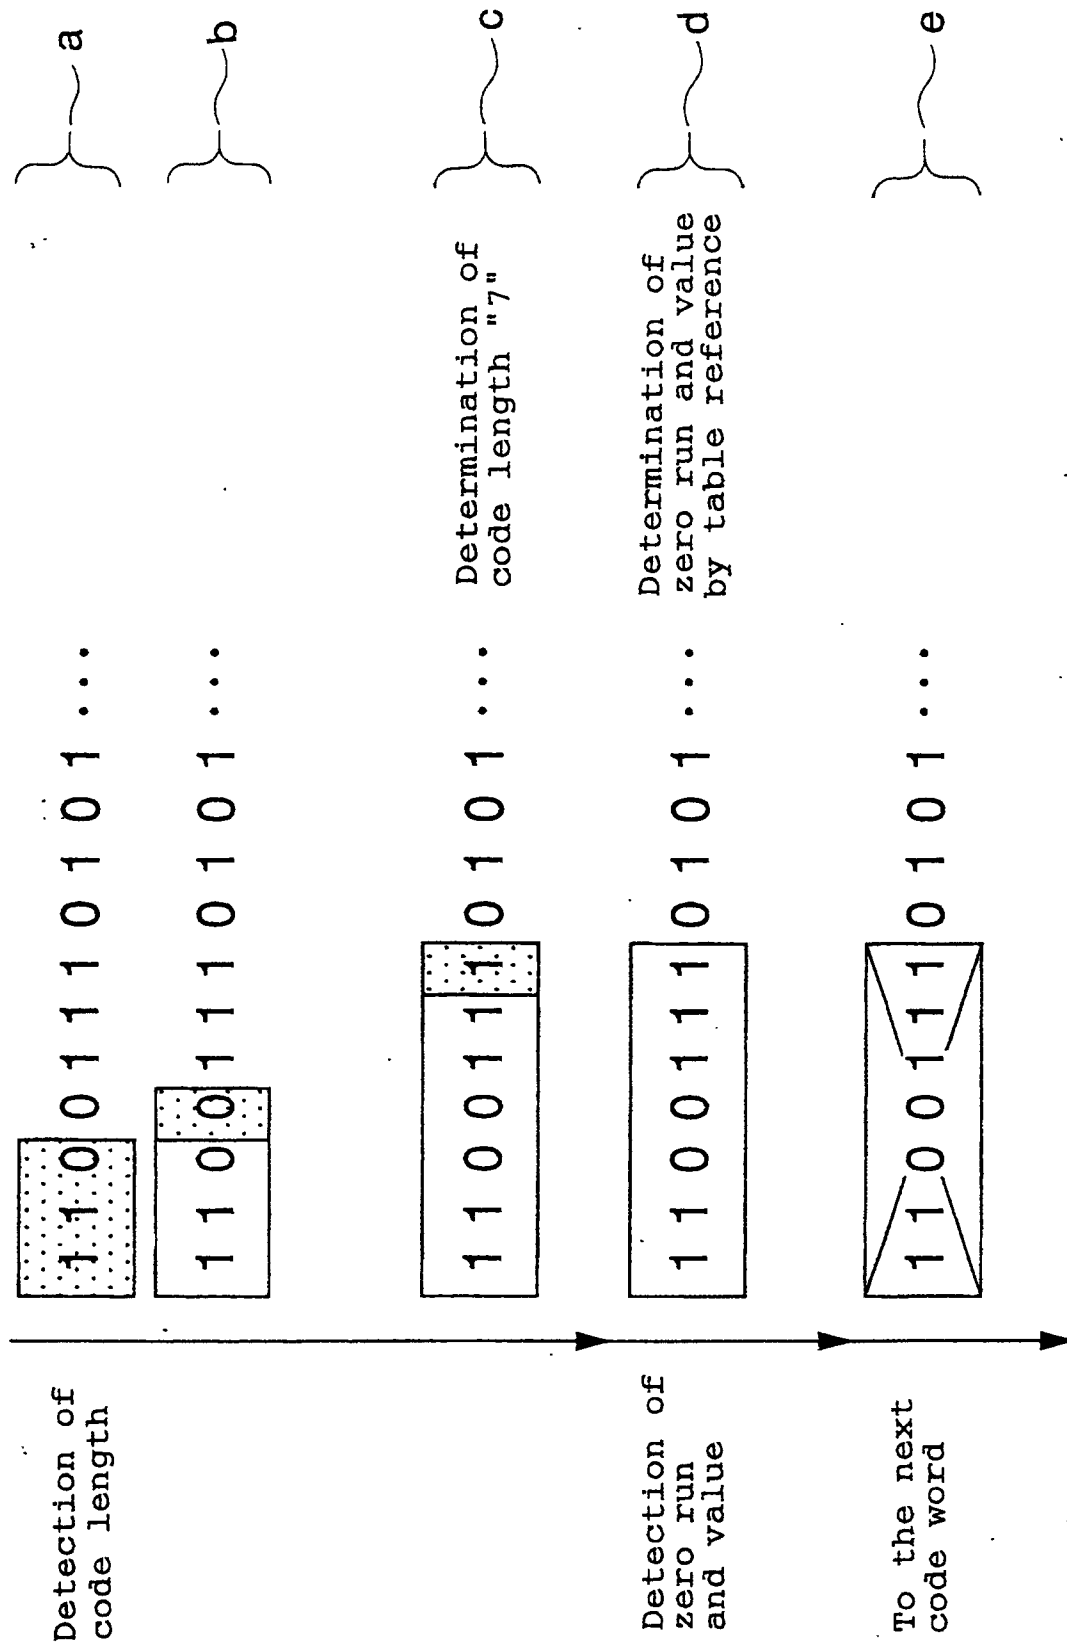 Detection of
code length
1 1 0 0 1 1 1 0 1 0 1 ...
a
1 1 0 0 1 1 1 0 1 0 1 ...
b
1 1 0 0 1 1 1 0 1 0 1 ...
Determination of
code length "7"
c
Detection of
zero run
and value
1 1 0 0 1 1 1 0 1 0 1 ...
Determination of
zero run and value
by table reference
d
To the next
code word
1 1 0 0 1 1 1 0 1 0 1 ...
e